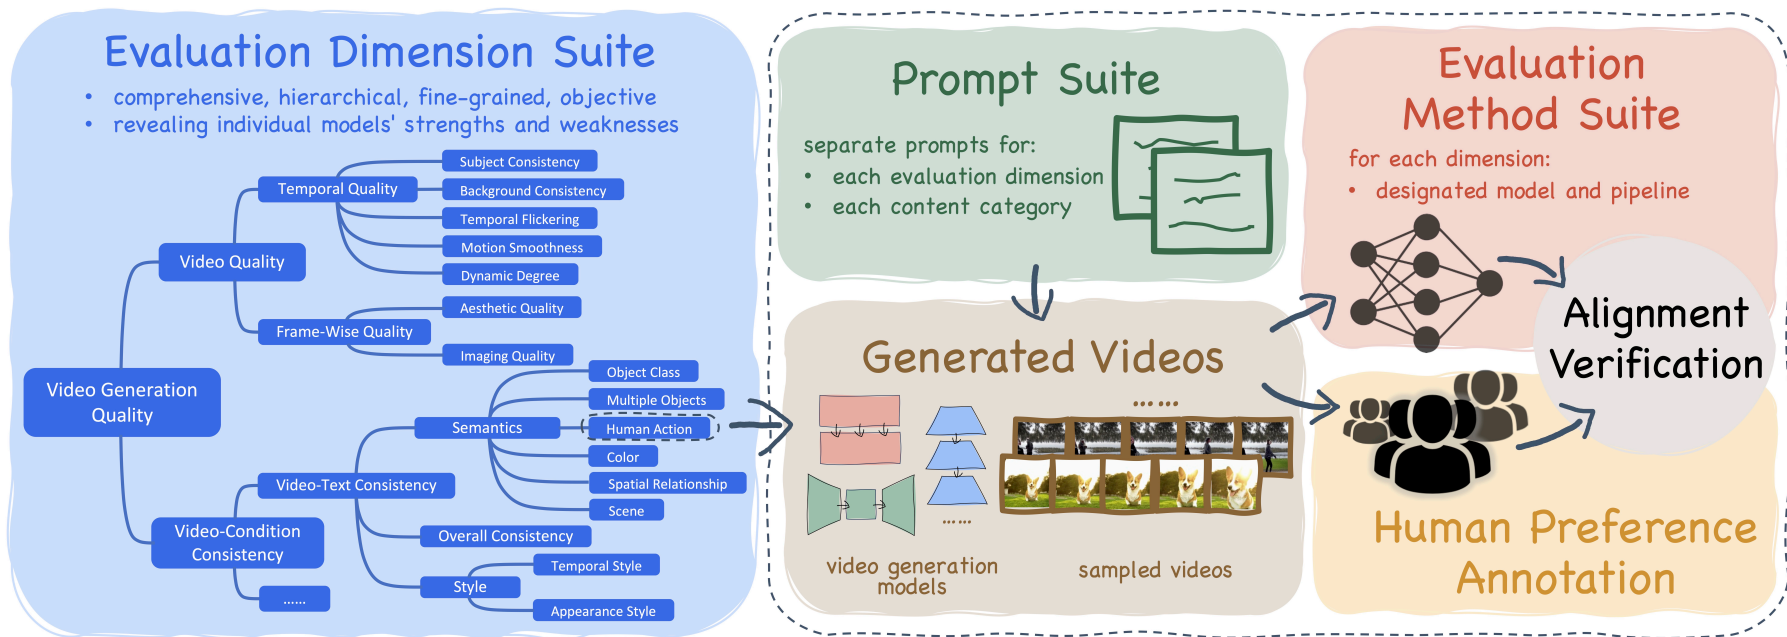 Evaluation Dimension Suite
• comprehensive, hierarchical, fine-grained, objective
• revealing individual models' strengths and weaknesses
Video Generation
Quality
Video Quality
Temporal Quality
Subject Consistency
Background Consistency
Temporal Flickering
Motion Smoothness
Dynamic Degree
Frame-Wise Quality
Aesthetic Quality
Imaging Quality
Video-Condition
Consistency
Video-Text Consistency
Semantics
Object Class
Multiple Objects
Human Action
Color
Spatial Relationship
Scene
Overall Consistency
Style
Temporal Style
Appearance Style
......
Prompt Suite
separate prompts for:
• each evaluation dimension
• each content category
Generated Videos
......
......
video generation
models
sampled videos
Evaluation
Method Suite
for each dimension:
• designated model and pipeline
Alignment
Verification
Human Preference
Annotation